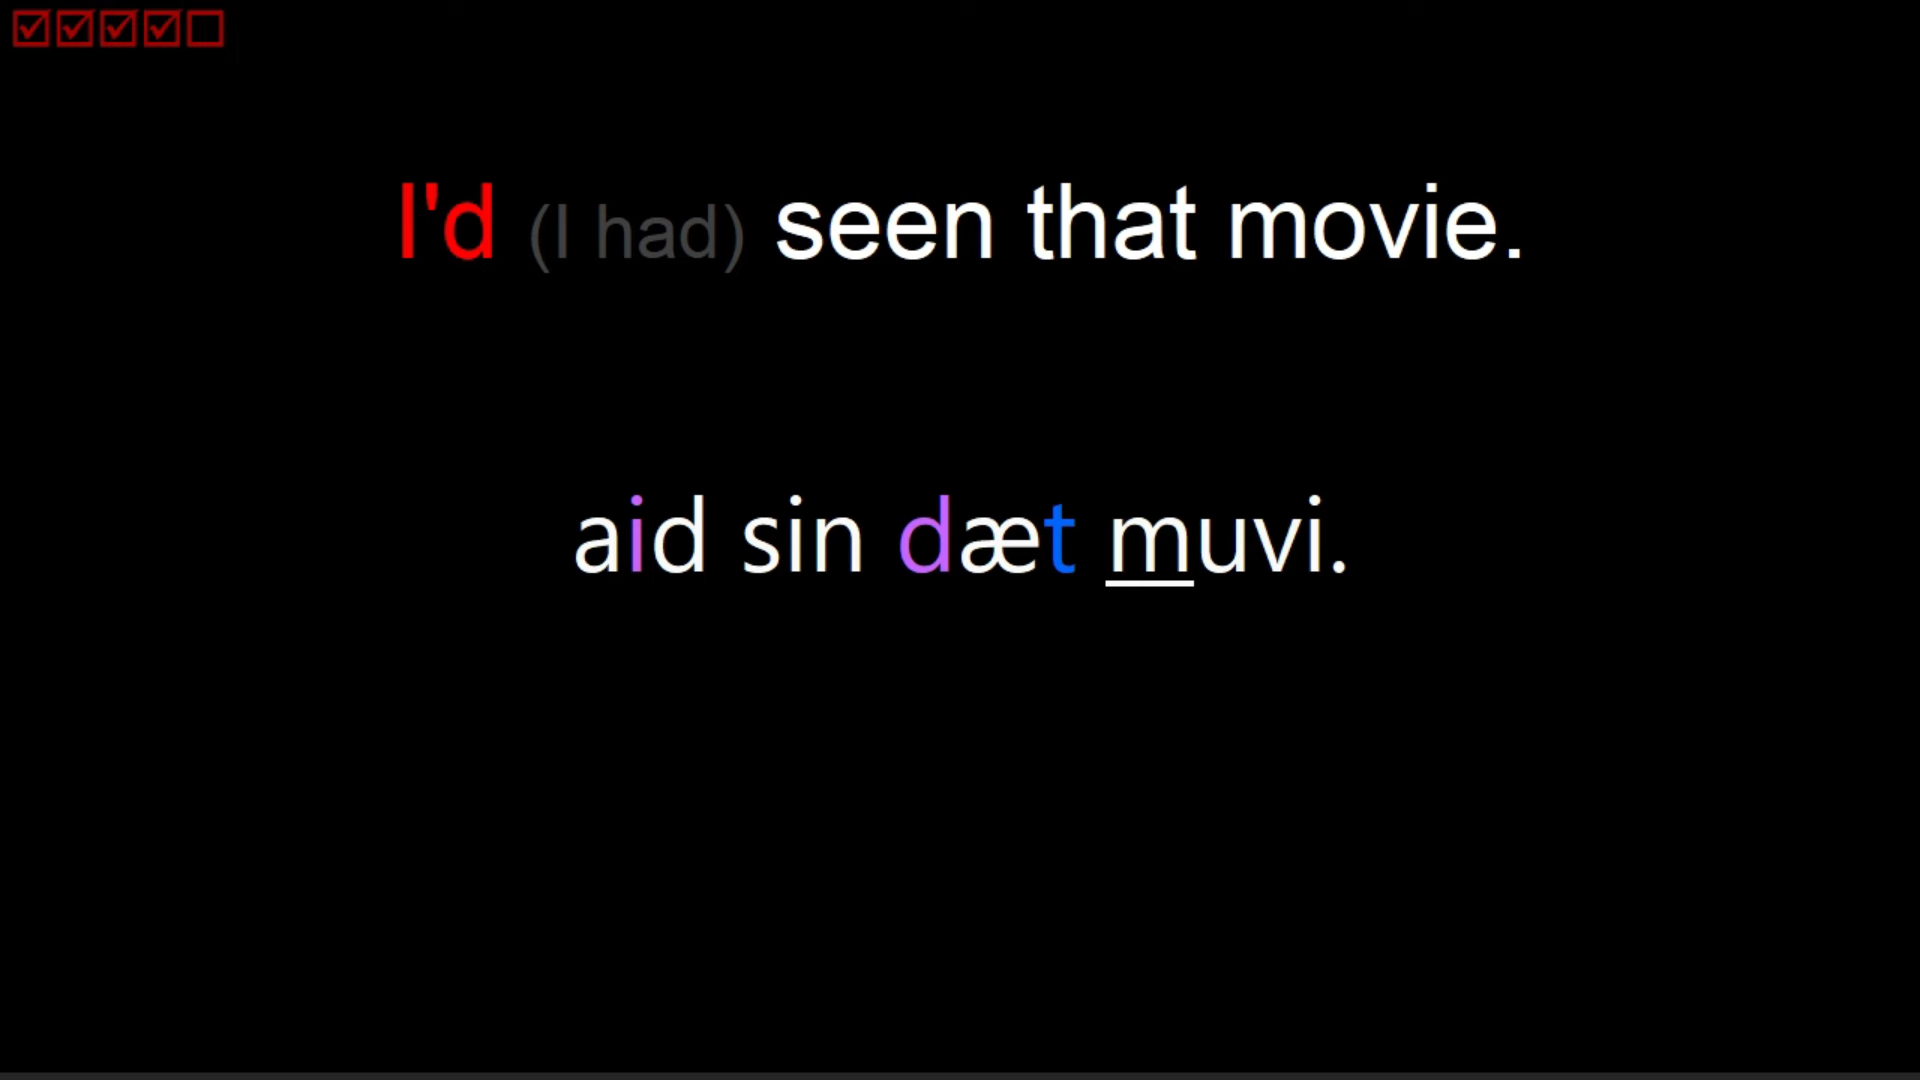 ☑☑☑☑☐
I'd (I had) seen that movie.
aid sin dæt muvi.